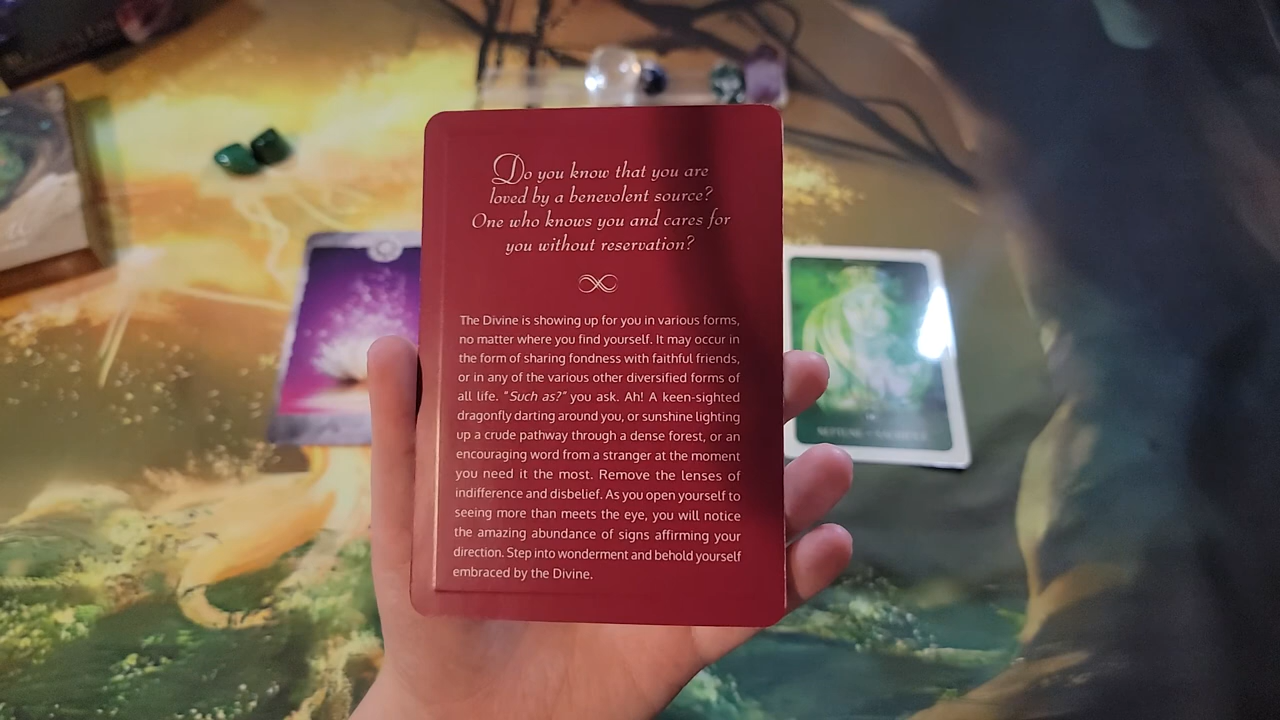 Do you know that you are
loved by a benevolent source?
One who knows you and cares for
you without reservation?
The Divine is showing up for you in various forms,
no matter where you find yourself. It may occur in
the form of sharing fondness with faithful friends,
or in any of the various other diversified forms of
all life. "Such as?" you ask. Ah! A keen-sighted
dragonfly darting around you, or sunshine lighting
up a crude pathway through a dense forest, or an
encouraging word from a stranger at the moment
you need it the most. Remove the lenses of
indifference and disbelief. As you open yourself to
seeing more than meets the eye, you will notice
the amazing abundance of signs affirming your
direction. Step into wonderment and behold yourself
embraced by the Divine.